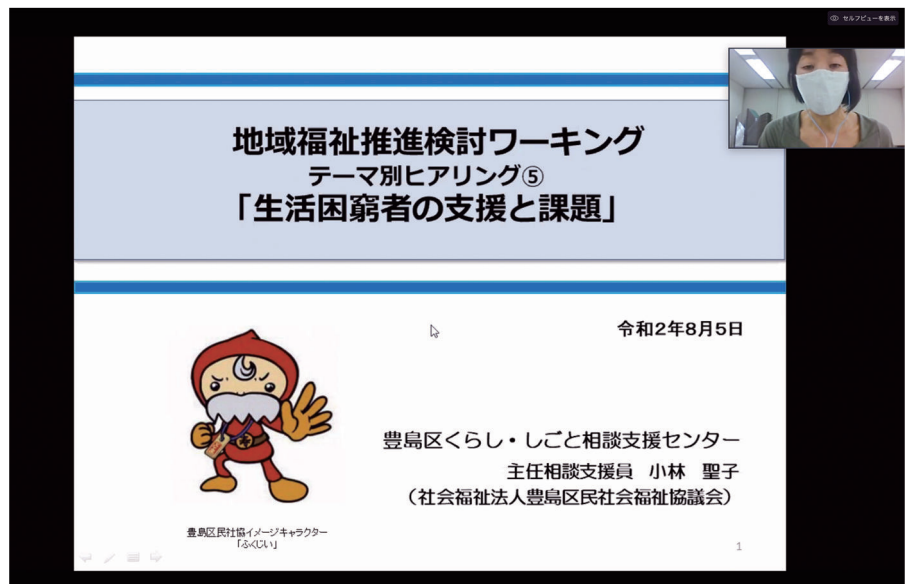 セルフビューを表示
地域福祉推進検討ワーキング
テーマ別ヒアリング⑤
「生活困窮者の支援と課題」
令和2年8月5日
豊島区くらし・しごと相談支援センター
主任相談支援員 小林 聖子
（社会福祉法人豊島区民社会福祉協議会）
豊島区民社協イメージキャラクター
「ふくじい」
1